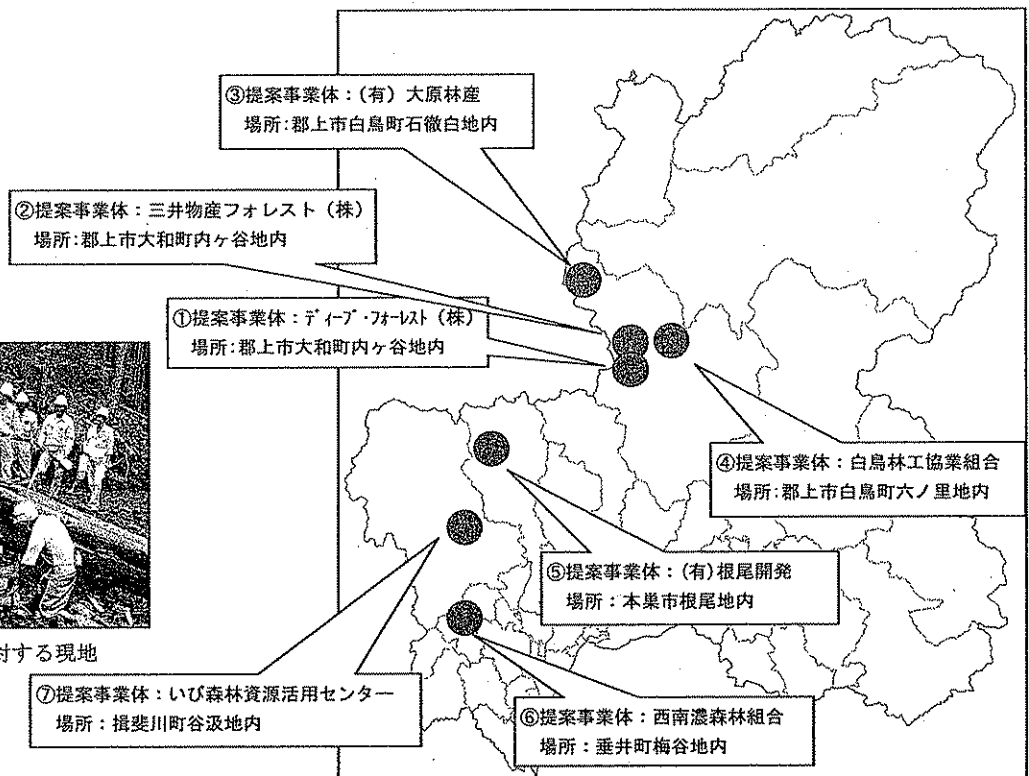 ③提案事業体：(有) 大原林産
場所:郡上市白鳥町石徹白地内
②提案事業体：三井物産フォレスト (株)
場所:郡上市大和町内ヶ谷地内
①提案事業体：ディープ・フォーレスト (株)
場所:郡上市大和町内ヶ谷地内
④提案事業体：白鳥林工協業組合
場所:郡上市白鳥町六ノ里地内
⑤提案事業体：(有)根尾開発
場所：本巣市根尾地内
対する現地
⑦提案事業体：いび森林資源活用センター
場所：揖斐川町谷汲地内
⑥提案事業体：西南濃森林組合
場所：垂井町梅谷地内